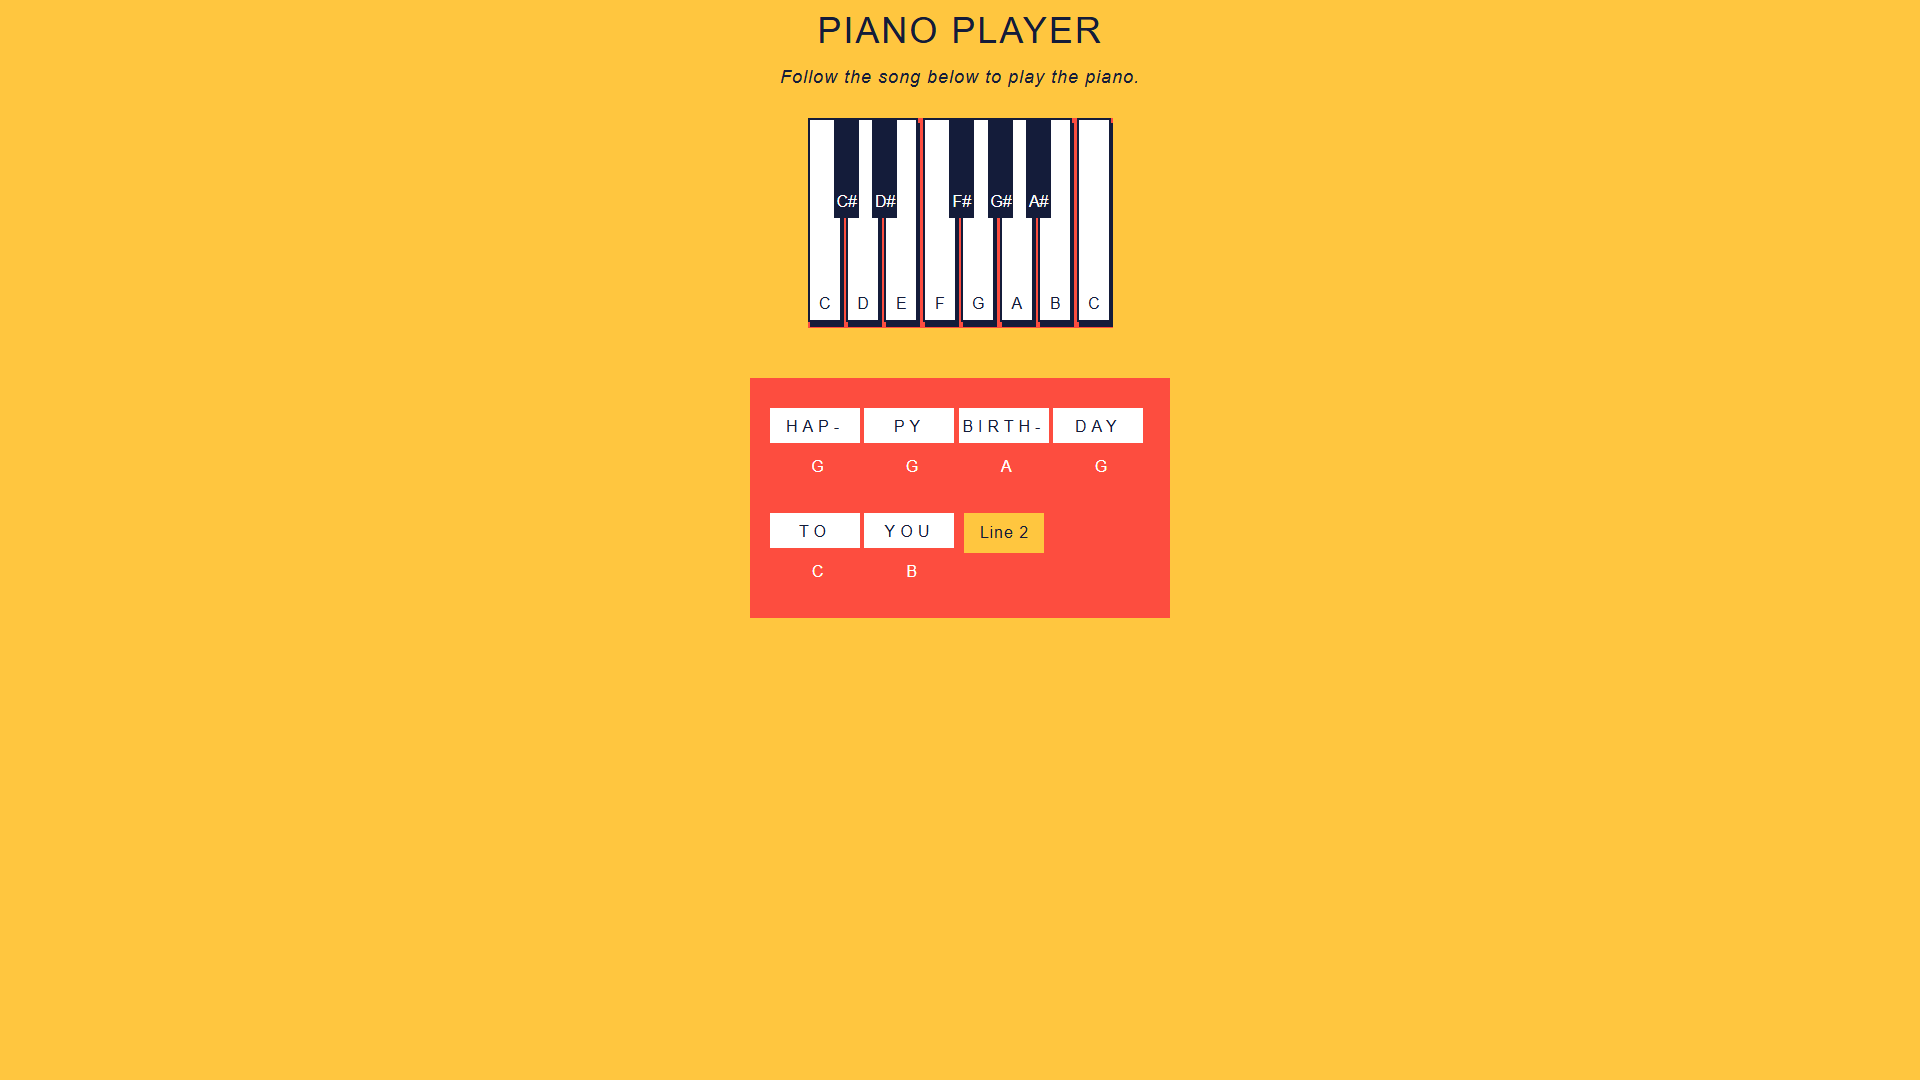 PIANO PLAYER
Follow the song below to play the piano.
C# D# F# G# A#
C D E F G A B C
HAP- PY BIRTH- DAY
G G A G
TO YOU Line 2
C B